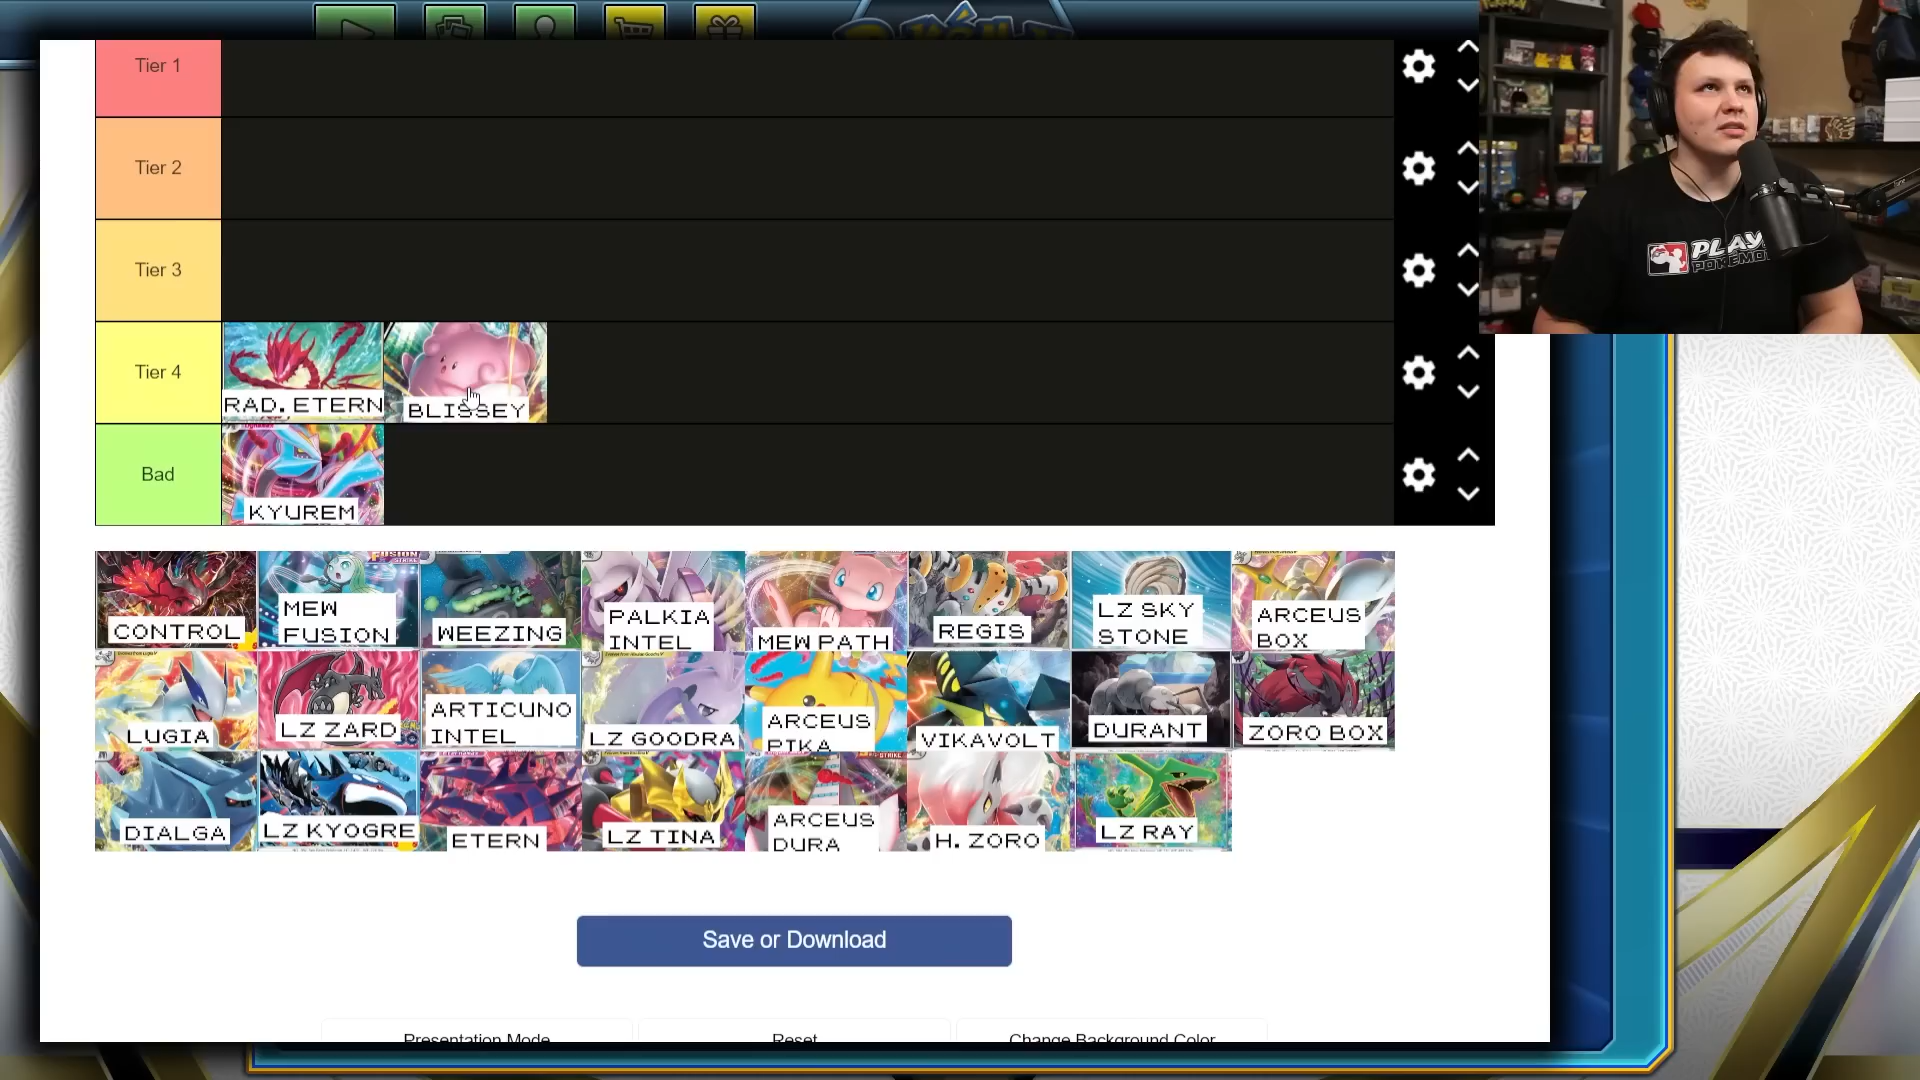 Tier 1
Tier 2
Tier 3
Tier 4
RAD. ETERN
BLISSEY
Bad
KYUREM
CONTROL
MEW
FUSION
WEEZING
PALKIA
INTEL
MEW PATH
REGIS
LZ SKY
STONE
ARCEUS
BOX
LUGIA
LZ ZARD
ARTICUNO
INTEL
LZ GOODRA
ARCEUS
PIKA
VIKAVOLT
DURANT
ZORO BOX
DIALGA
LZ KYOGRE
ETERN
LZ TINA
ARCEUS
DURA
H. ZORO
LZ RAY
Save or Download
Presentation Mode
Reset
Change Background Color
PLAY
POKÉMON